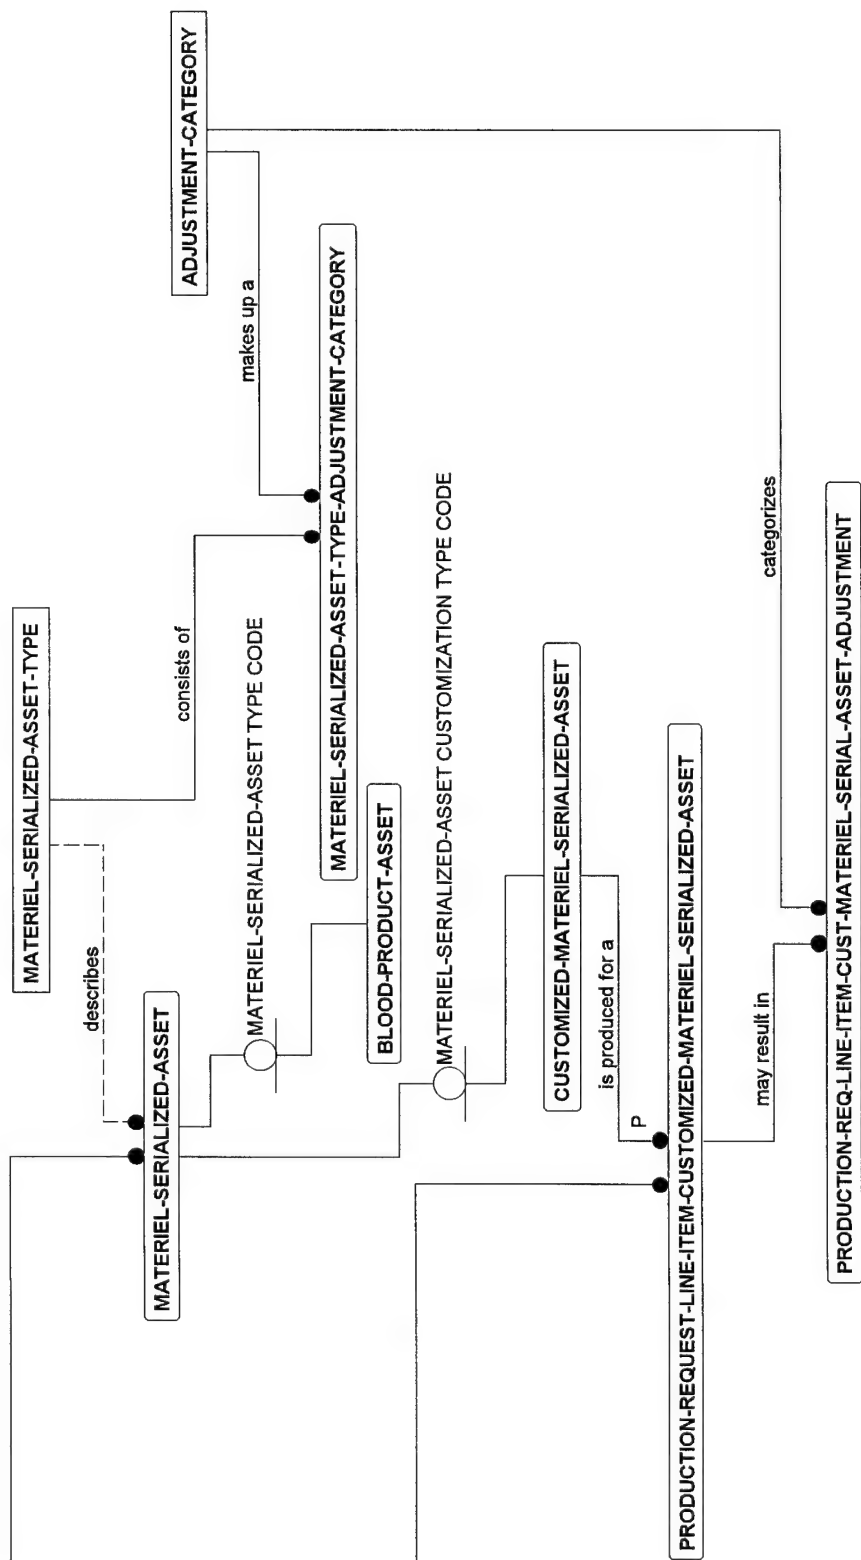 ADJUSTMENT-CATEGORY
makes up a
MATERIEL-SERIALIZED-ASSET-TYPE
consists of
MATERIEL-SERIALIZED-ASSET-TYPE-ADJUSTMENT-CATEGORY
describes
MATERIEL-SERIALIZED-ASSET
MATERIEL-SERIALIZED-ASSET TYPE CODE
BLOOD-PRODUCT-ASSET
MATERIEL-SERIALIZED-ASSET CUSTOMIZATION TYPE CODE
CUSTOMIZED-MATERIEL-SERIALIZED-ASSET
is produced for a
P
PRODUCTION-REQUEST-LINE-ITEM-CUSTOMIZED-MATERIEL-SERIALIZED-ASSET
categorizes
may result in
PRODUCTION-REQ-LINE-ITEM-CUST-MATERIEL-SERIAL-ASSET-ADJUSTMENT